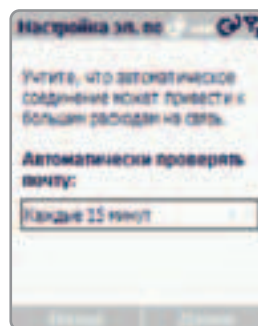 Настройка эл. по
Учтите, что автоматическое
соединение может привести к
большим расходам на связь.
Автоматически проверять
почту:
Каждые 15 минут